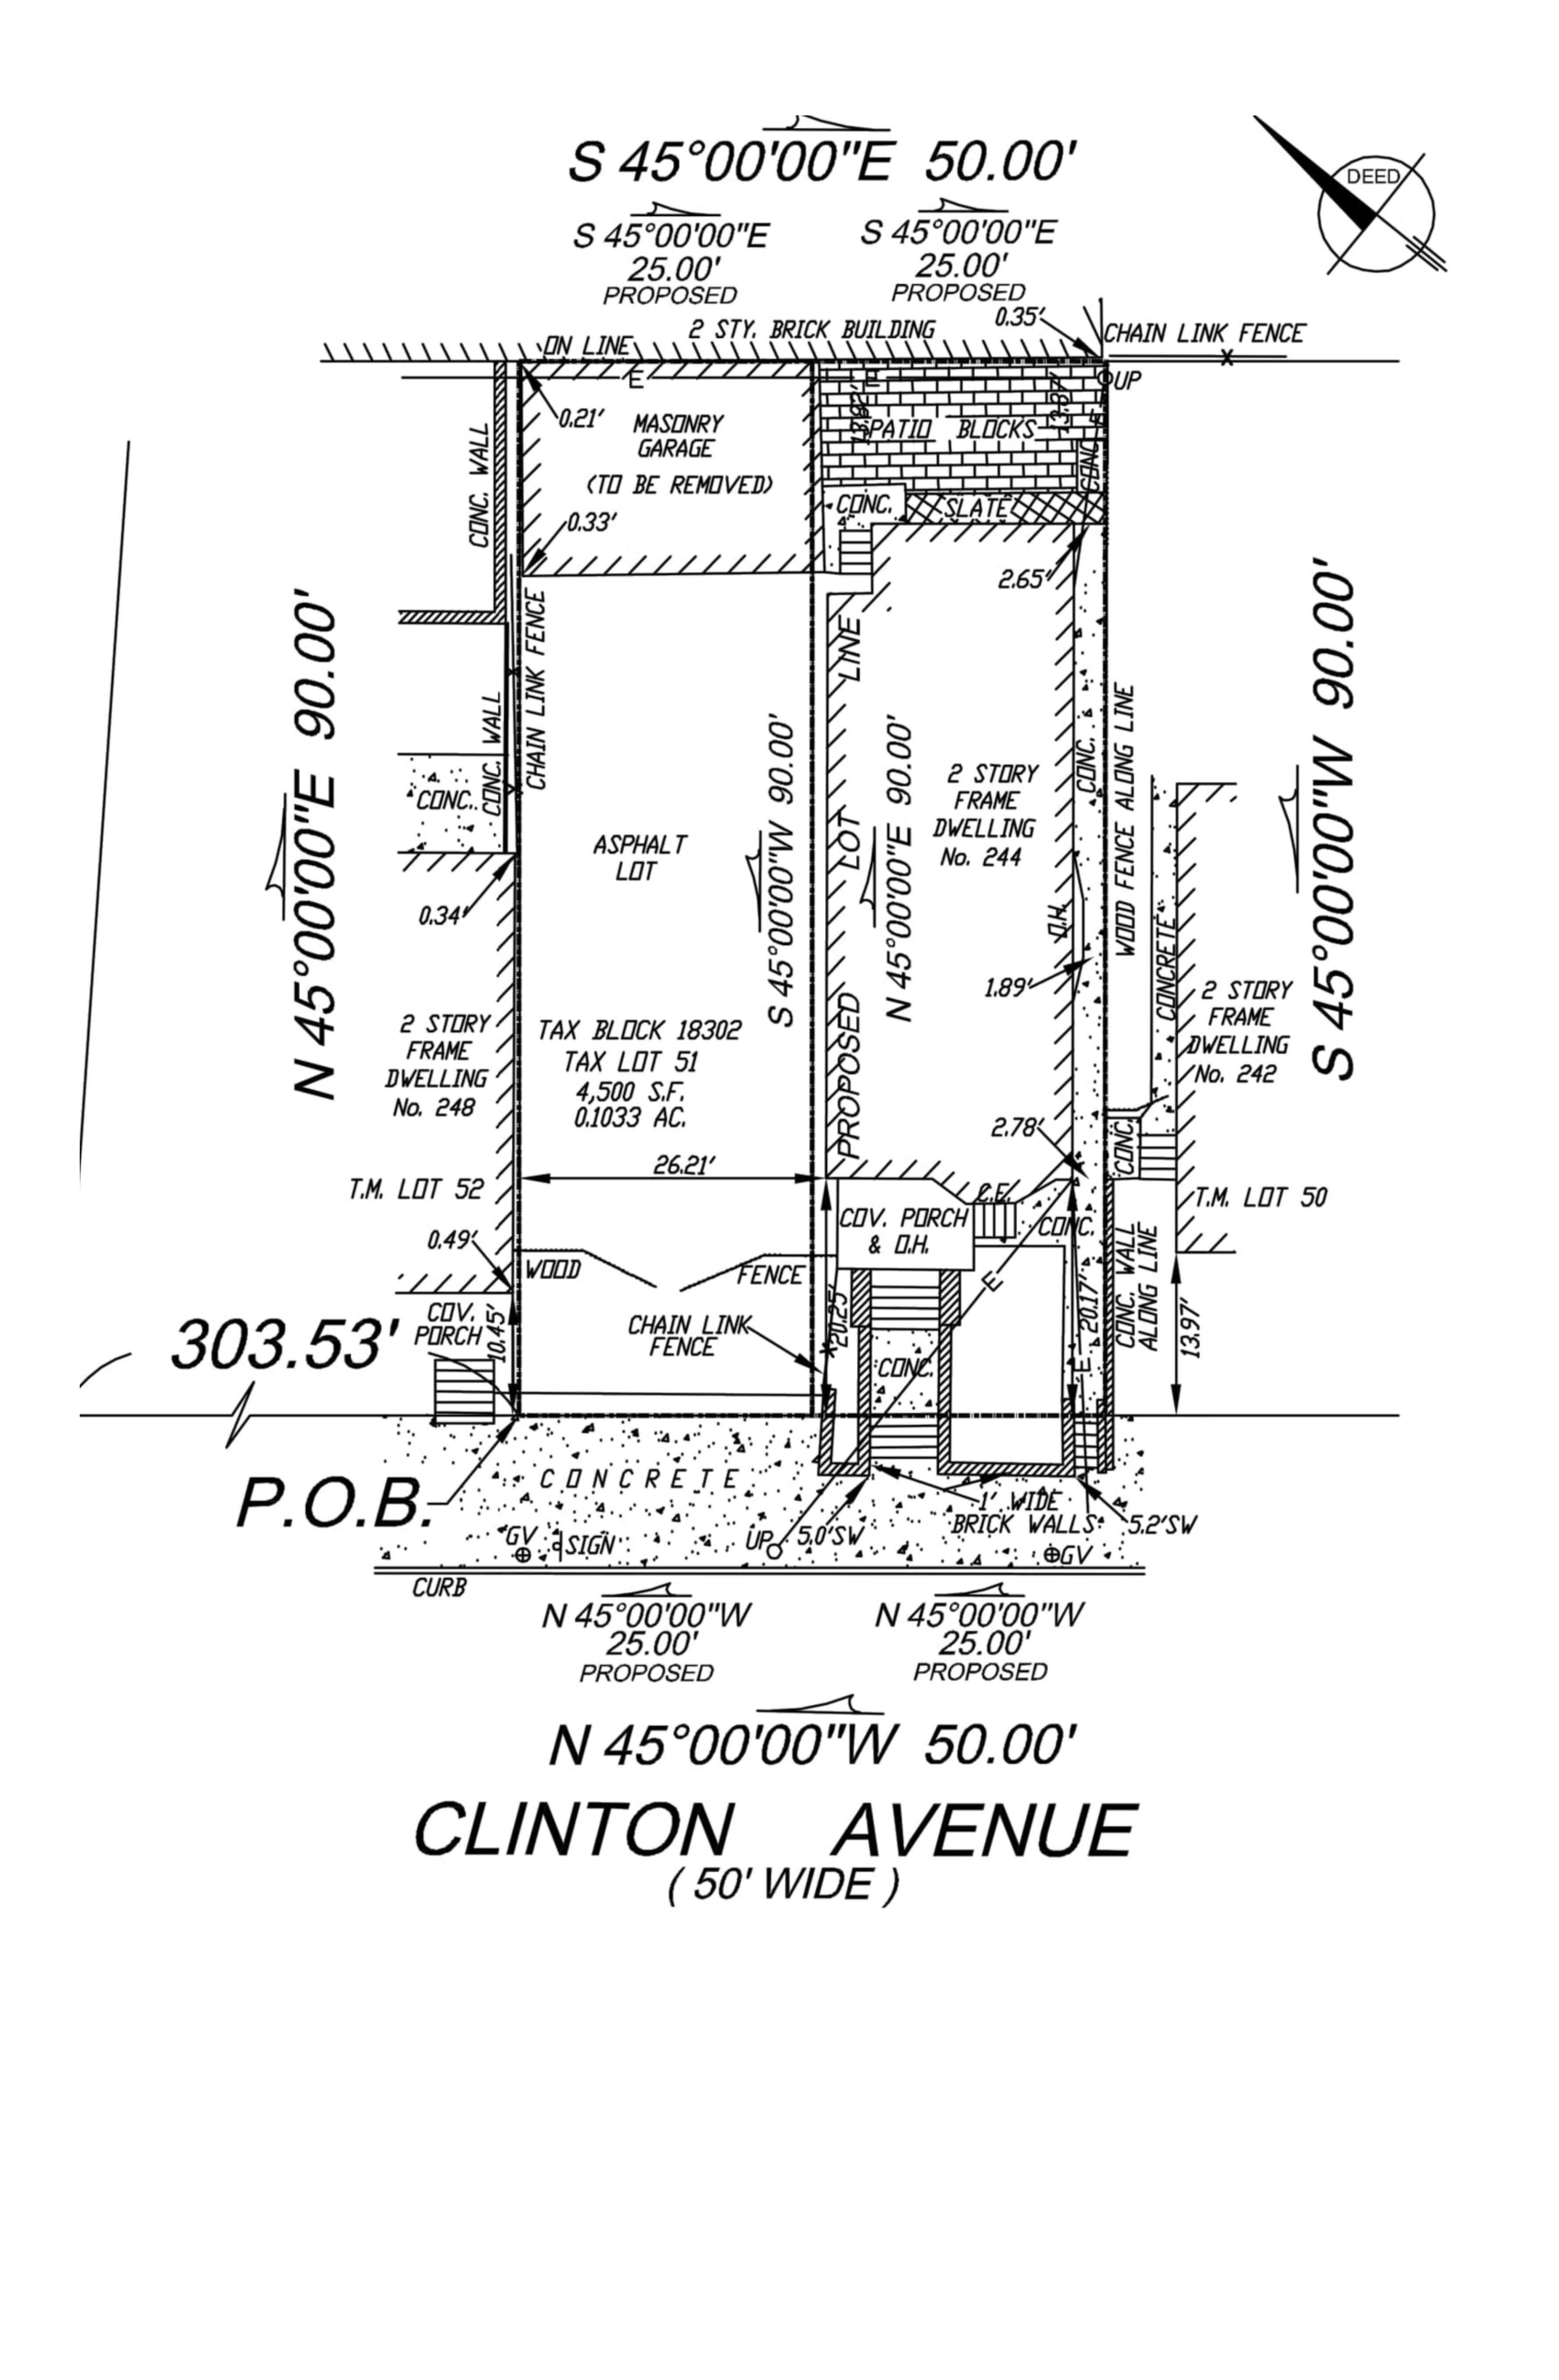 S 45°00'00"E 50.00'
DEED
S 45°00'00"E
25.00'
PROPOSED
S 45°00'00"E
25.00'
PROPOSED
0.35'
2 STY. BRICK BUILDING
ON LINE
CHAIN LINK FENCE
X
E
E
UP
0.21'
MASONRY
GARAGE
(TO BE REMOVED)
0.33'
13.92'
13.87'
PATIO BLOCKS
CONC.
CONC.
SLATE
CONC. WALL
2.65'
N 45°00'00"E 90.00'
CHAIN LINK FENCE
CONC. WALL
CONC.
0.34'
ASPHALT
LOT
S 45°00'00"W 90.00'
PROPOSED LOT LINE
N 45°00'00"E 90.00'
2 STORY
FRAME
DWELLING
No. 244
O.H.
CONC.
WOOD FENCE ALONG LINE
CONCRETE
S 45°00'00"W 90.00'
1.89'
2 STORY
FRAME
DWELLING
No. 242
2 STORY
FRAME
DWELLING
No. 248
TAX BLOCK 18302
TAX LOT 51
4,500 S.F.
0.1033 AC.
2.78'
CONC.
26.21'
T.M. LOT 52
T.M. LOT 50
C.E.
COV. PORCH
& O.H.
CONC.
0.49'
WOOD
FENCE
E
CONC. WALL
ALONG LINE
13.97'
COV.
PORCH
10.45'
303.53'
CHAIN LINK
FENCE
X
20.25'
20.17'
CONC.
E
P.O.B.
CONCRETE
1' WIDE
BRICK WALLS
GV
SIGN
UP
5.0'SW
5.2'SW
GV
CURB
N 45°00'00"W
25.00'
PROPOSED
N 45°00'00"W
25.00'
PROPOSED
N 45°00'00"W 50.00'
CLINTON AVENUE
( 50' WIDE )